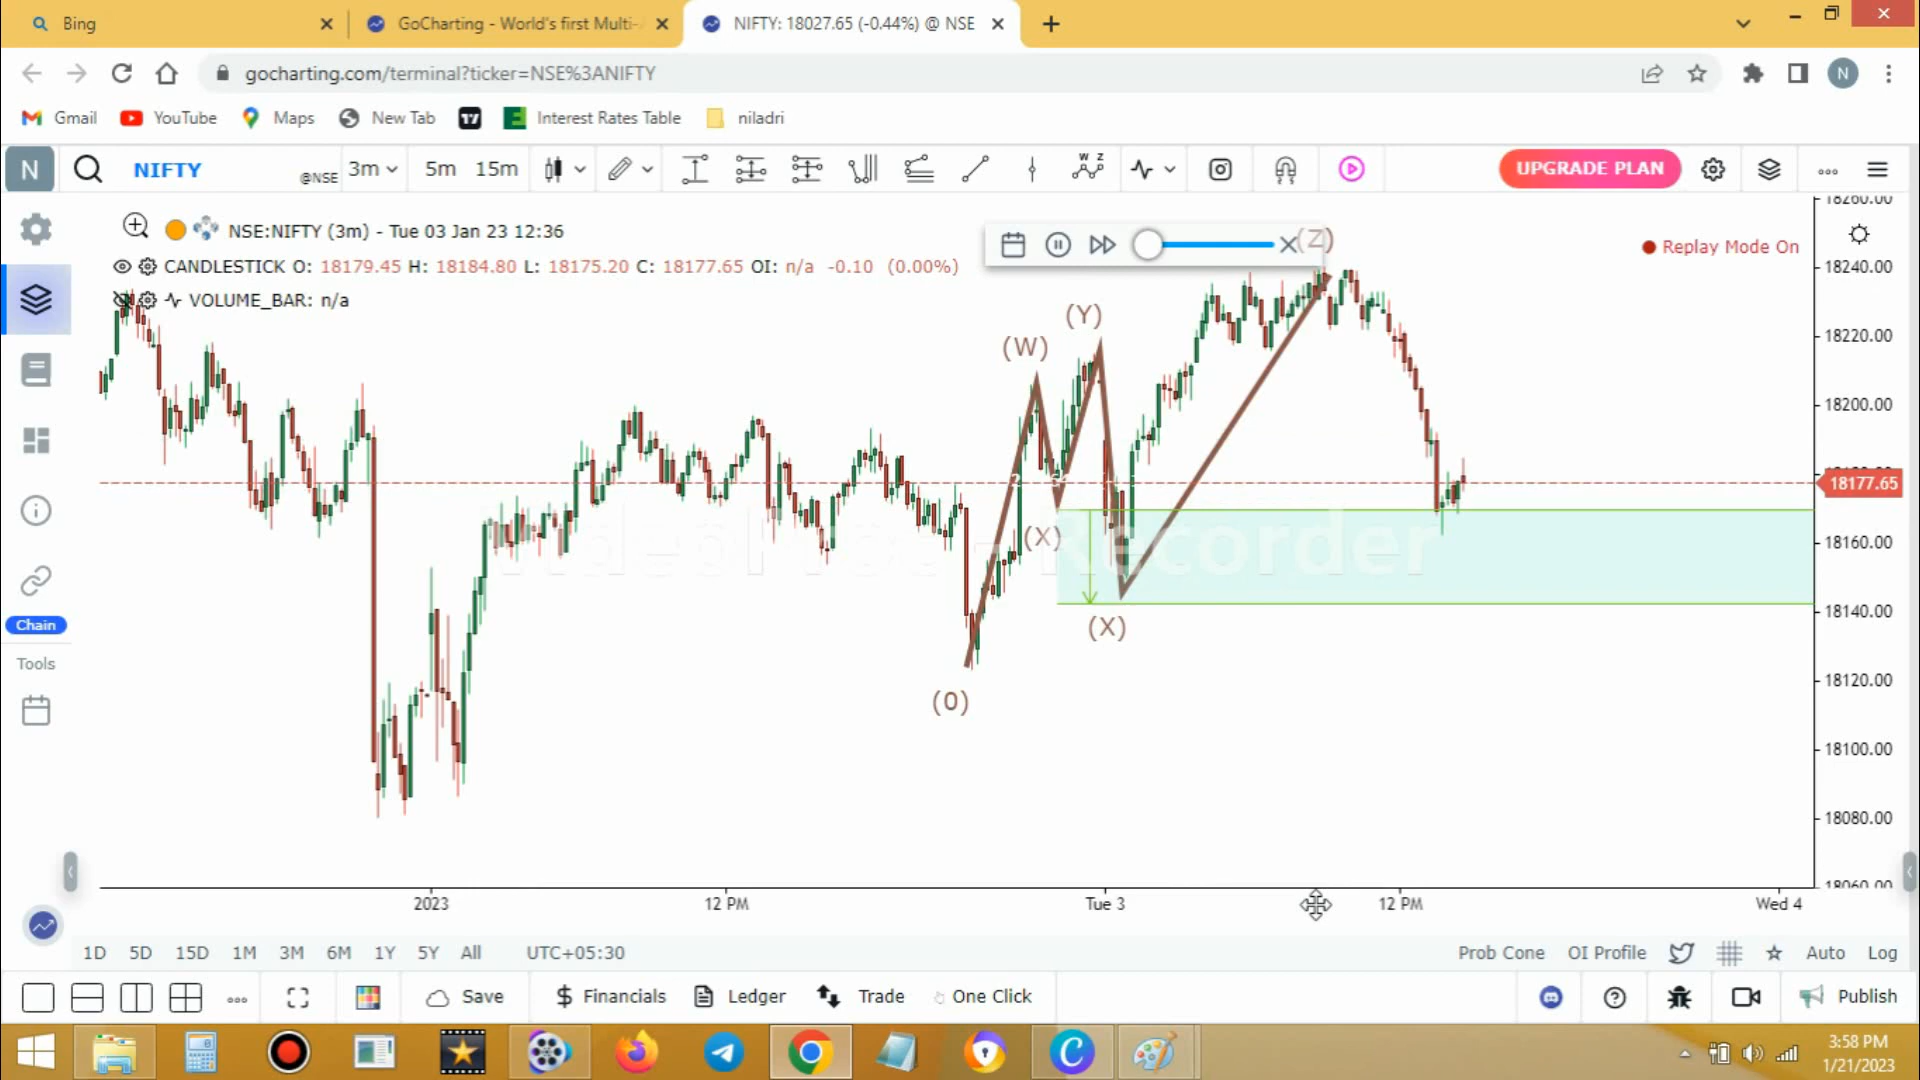 Bing
GoCharting - World's first Multi-
NIFTY: 18027.65 (-0.44%) @ NSE
gocharting.com/terminal?ticker=NSE%3ANIFTY
N
Gmail
YouTube
Maps
New Tab
Interest Rates Table
niladri
N
NIFTY
@NSE
3m
5m
15m
W Z
UPGRADE PLAN
NSE:NIFTY (3m) - Tue 03 Jan 23 12:36
CANDLESTICK O: 18179.45 H: 18184.80 L: 18175.20 C: 18177.65 OI: n/a -0.10 (0.00%)
VOLUME_BAR: n/a
Replay Mode On
(Z)
(Y)
(W)
(X)
(X)
(0)
Recorder
18260.00
18240.00
18220.00
18200.00
18177.65
18160.00
18140.00
18120.00
18100.00
18080.00
18060.00
Chain
Tools
2023
12 PM
Tue 3
12 PM
Wed 4
1D
5D
15D
1M
3M
6M
1Y
5Y
All
UTC+05:30
Prob Cone
OI Profile
Auto
Log
Save
Financials
Ledger
Trade
One Click
Publish
3:58 PM
1/21/2023